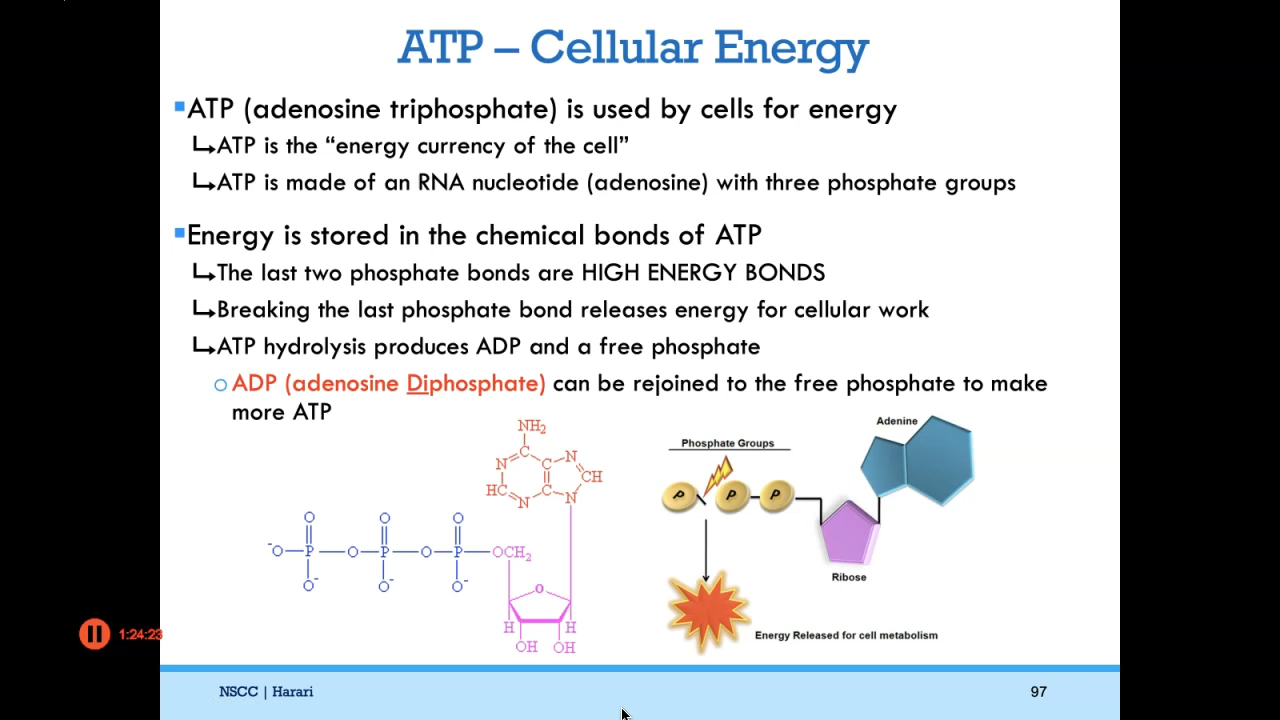 ATP – Cellular Energy
ATP (adenosine triphosphate) is used by cells for energy
ATP is the “energy currency of the cell”
ATP is made of an RNA nucleotide (adenosine) with three phosphate groups
Energy is stored in the chemical bonds of ATP
The last two phosphate bonds are HIGH ENERGY BONDS
Breaking the last phosphate bond releases energy for cellular work
ATP hydrolysis produces ADP and a free phosphate
ADP (adenosine Diphosphate) can be rejoined to the free phosphate to make
more ATP
NH2
C
N C N
CH
HC N C N
O O O
-O P O P O P OCH2
O- O- O-
O
H H
OH OH
Adenine
Phosphate Groups
P P P
Ribose
Energy Released for cell metabolism
1:24:23
NSCC | Harari
97